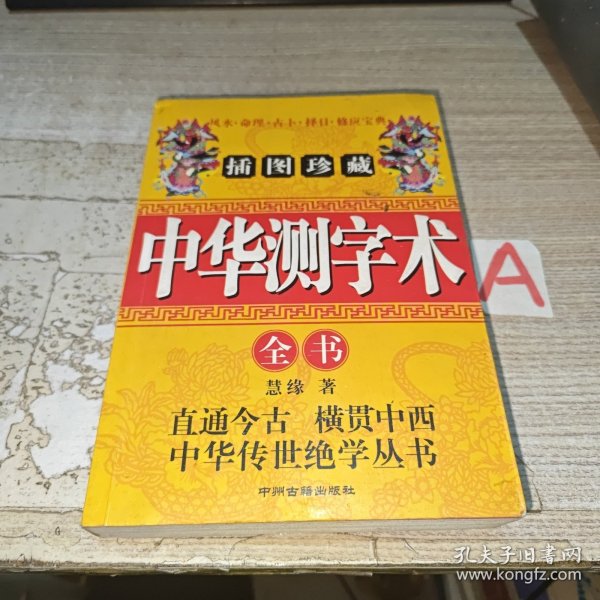 风水·命理·占卜·择日·修应宝典
插图珍藏
中华测字术
A
全书
慧缘 著
直通今古 横贯中西
中华传世绝学丛书
中州古籍出版社
孔夫子旧书网
www.kongfz.com